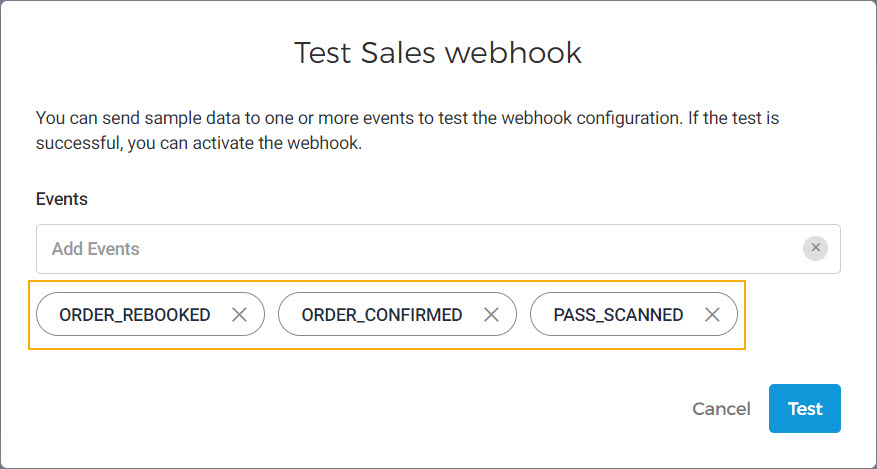 Test Sales webhook
You can send sample data to one or more events to test the webhook configuration. If the test is
successful, you can activate the webhook.
Events
Add Events
ORDER_REBOOKED ORDER_CONFIRMED PASS_SCANNED
Cancel Test